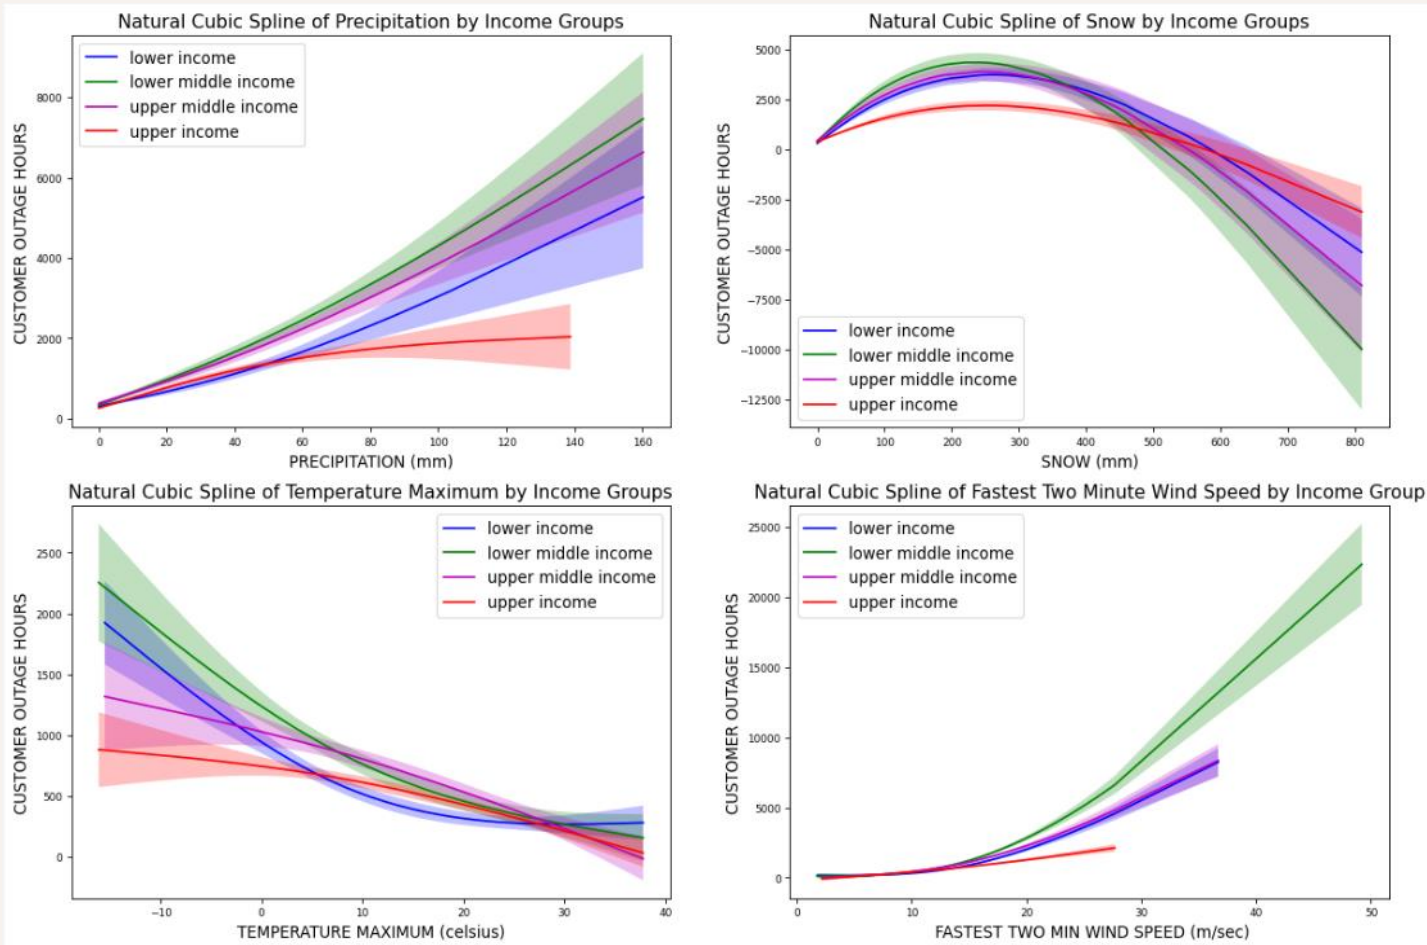 Natural Cubic Spline of Precipitation by Income Groups
lower income
lower middle income
upper middle income
upper income
8000
6000
4000
2000
0
CUSTOMER OUTAGE HOURS
0 20 40 60 80 100 120 140 160
PRECIPITATION (mm)
Natural Cubic Spline of Snow by Income Groups
5000
2500
0
−2500
−5000
−7500
−10000
−12500
CUSTOMER OUTAGE HOURS
lower income
lower middle income
upper middle income
upper income
0 100 200 300 400 500 600 700 800
SNOW (mm)
Natural Cubic Spline of Temperature Maximum by Income Groups
lower income
lower middle income
upper middle income
upper income
2500
2000
1500
1000
500
0
CUSTOMER OUTAGE HOURS
−10 0 10 20 30 40
TEMPERATURE MAXIMUM (celsius)
Natural Cubic Spline of Fastest Two Minute Wind Speed by Income Group
lower income
lower middle income
upper middle income
upper income
25000
20000
15000
10000
5000
0
CUSTOMER OUTAGE HOURS
0 10 20 30 40 50
FASTEST TWO MIN WIND SPEED (m/sec)